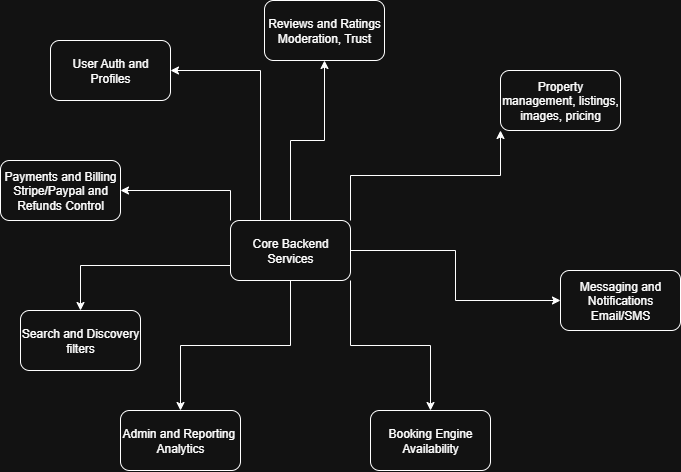 Reviews and Ratings
Moderation, Trust
User Auth and
Profiles
Property
management, listings,
images, pricing
Payments and Billing
Stripe/Paypal and
Refunds Control
Core Backend
Services
Messaging and
Notifications
Email/SMS
Search and Discovery
filters
Admin and Reporting
Analytics
Booking Engine
Availability